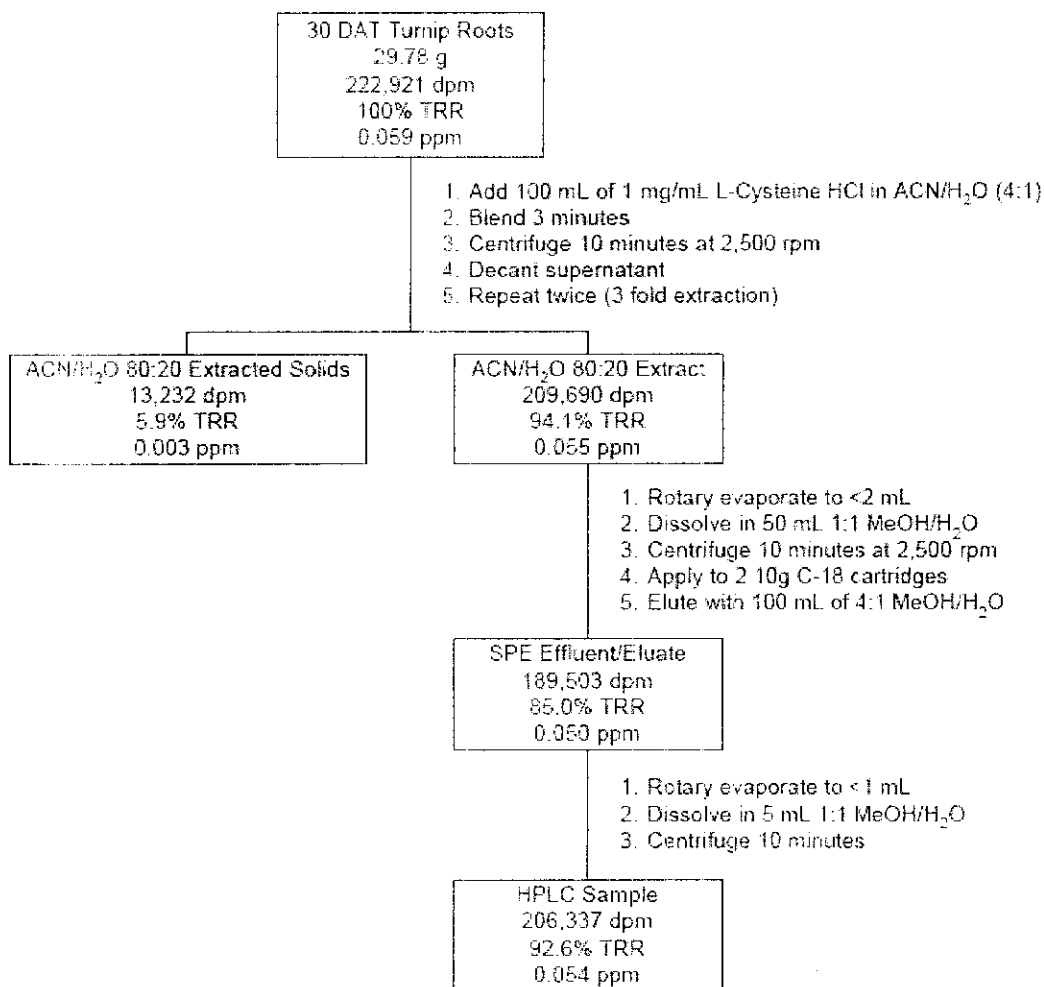 30 DAT Turnip Roots
29.78 g
222,921 dpm
100% TRR
0.059 ppm
1. Add 100 mL of 1 mg/mL L-Cysteine HCl in ACN/H₂O (4:1)
2. Blend 3 minutes
3. Centrifuge 10 minutes at 2,500 rpm
4. Decant supernatant
5. Repeat twice (3 fold extraction)
ACN/H₂O 80:20 Extracted Solids
13,232 dpm
5.9% TRR
0.003 ppm
ACN/H₂O 80:20 Extract
209,690 dpm
94.1% TRR
0.055 ppm
1. Rotary evaporate to <2 mL
2. Dissolve in 50 mL 1:1 MeOH/H₂O
3. Centrifuge 10 minutes at 2,500 rpm
4. Apply to 2 10g C-18 cartridges
5. Elute with 100 mL of 4:1 MeOH/H₂O
SPE Effluent/Eluate
189,503 dpm
85.0% TRR
0.050 ppm
1. Rotary evaporate to <1 mL
2. Dissolve in 5 mL 1:1 MeOH/H₂O
3. Centrifuge 10 minutes
HPLC Sample
206,337 dpm
92.6% TRR
0.054 ppm